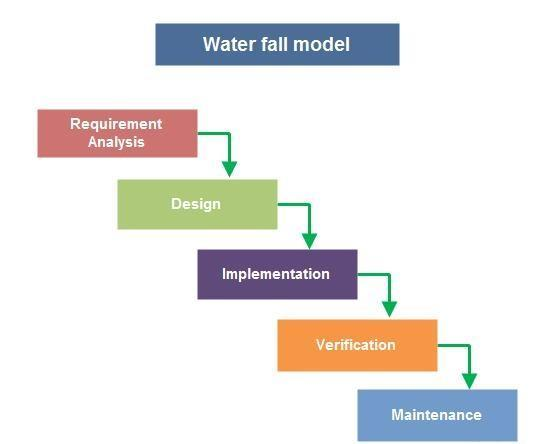 Water fall model
Requirement
Analysis
Design
Implementation
Verification
Maintenance